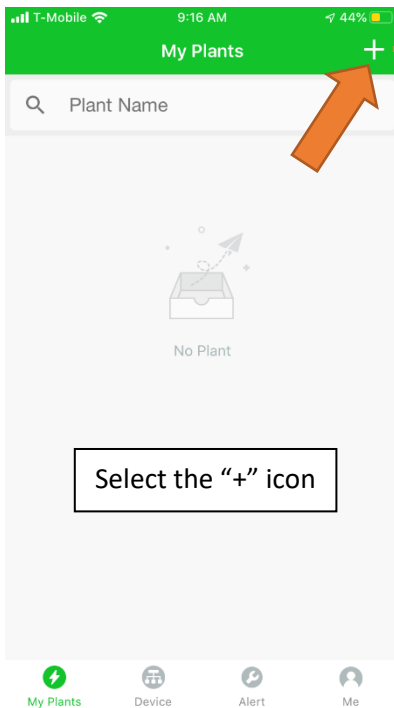 T-Mobile 9:16 AM 44%
My Plants
Plant Name
No Plant
Select the “+” icon
My Plants Device Alert Me